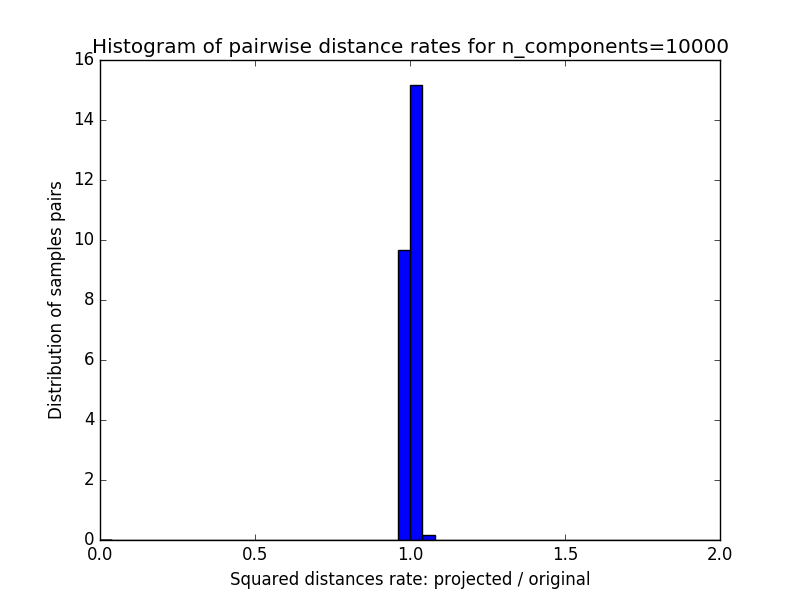 Histogram of pairwise distance rates for n_components=10000
16
14
12
10
8
6
4
2
0
Distribution of samples pairs
0.0 0.5 1.0 1.5 2.0
Squared distances rate: projected / original